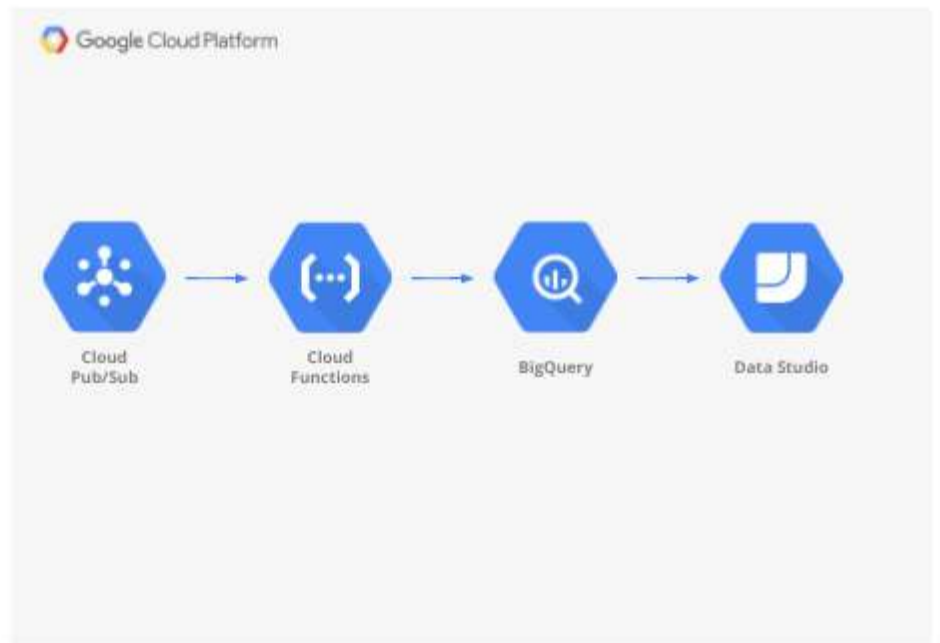 Google Cloud Platform
Cloud
Pub/Sub
Cloud
Functions
BigQuery
Data Studio